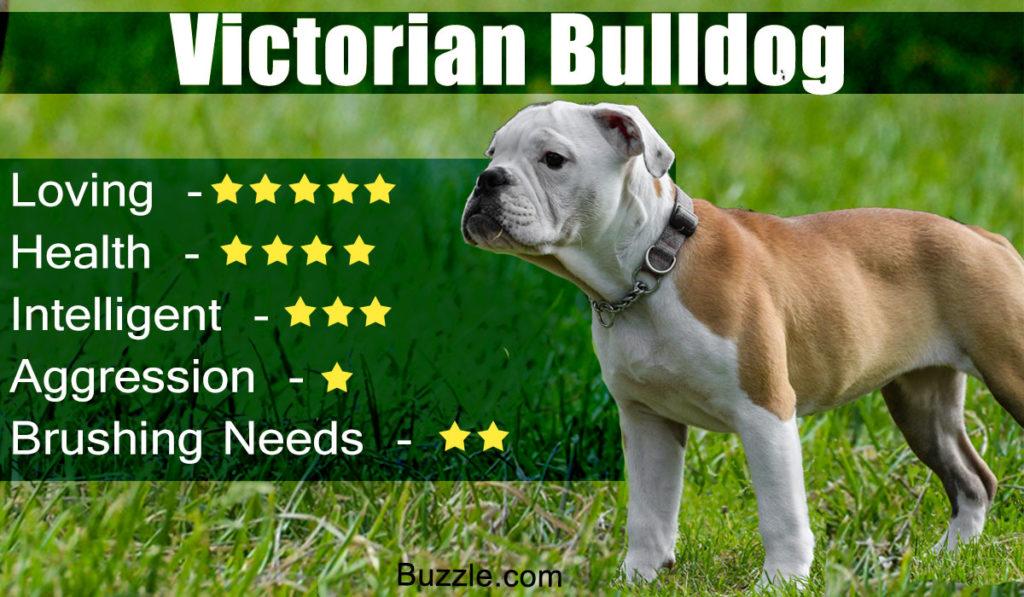 Victorian Bulldog
Loving - ★★★★★
Health - ★★★★
Intelligent - ★★★
Aggression - ★
Brushing Needs - ★★
Buzzle.com